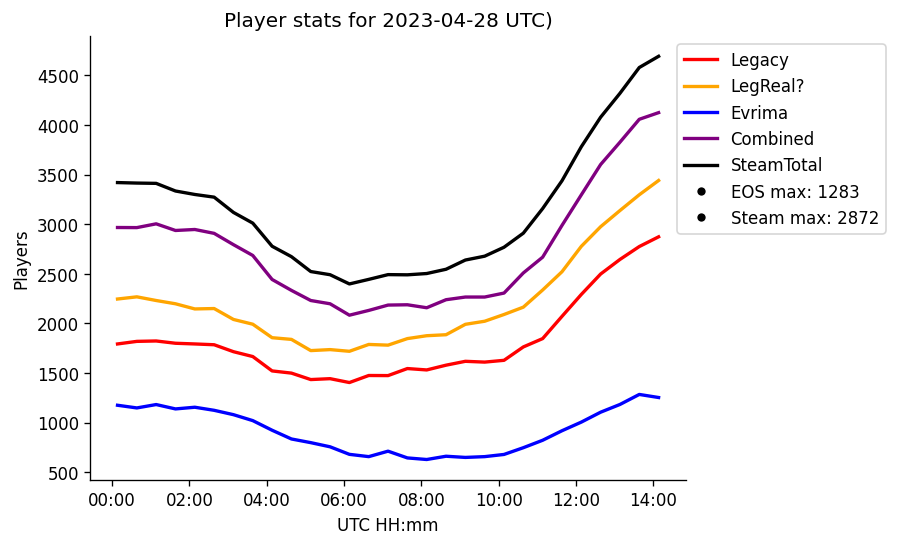 Player stats for 2023-04-28 UTC)
Players
4500
4000
3500
3000
2500
2000
1500
1000
500
00:00 02:00 04:00 06:00 08:00 10:00 12:00 14:00
UTC HH:mm
Legacy
LegReal?
Evrima
Combined
SteamTotal
EOS max: 1283
Steam max: 2872